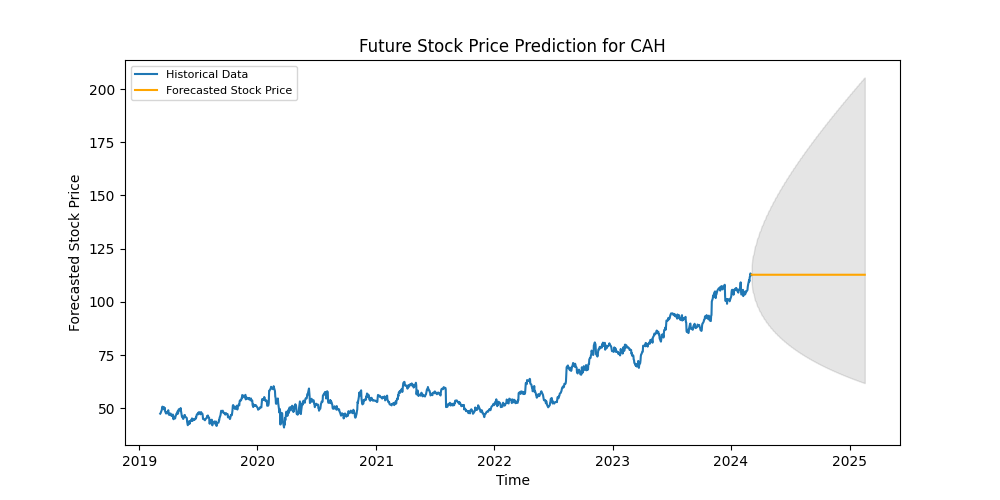 Future Stock Price Prediction for CAH
Historical Data
Forecasted Stock Price
200
175
150
125
100
75
50
Forecasted Stock Price
2019 2020 2021 2022 2023 2024 2025
Time